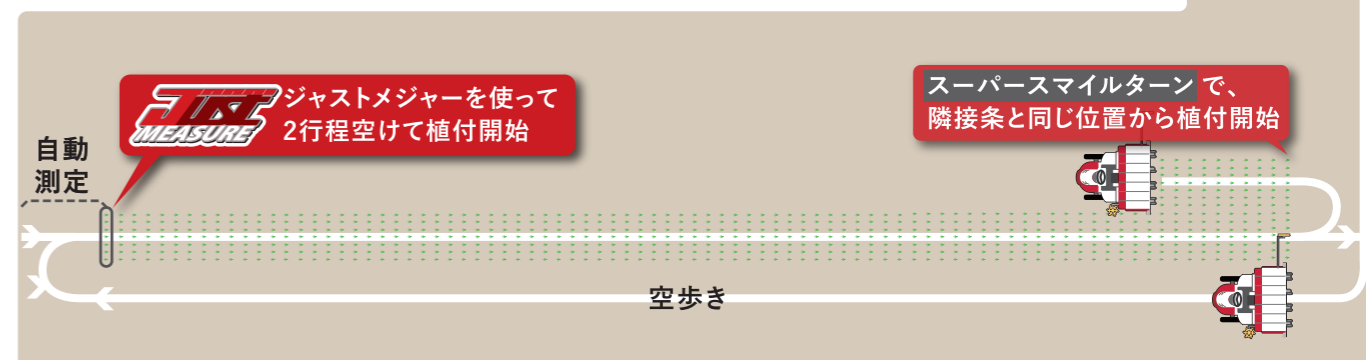 JUST
MEASURE
ジャストメジャーを使って
2行程空けて植付開始
スーパースマイルターン で、
隣接条と同じ位置から植付開始
自動
測定
空歩き